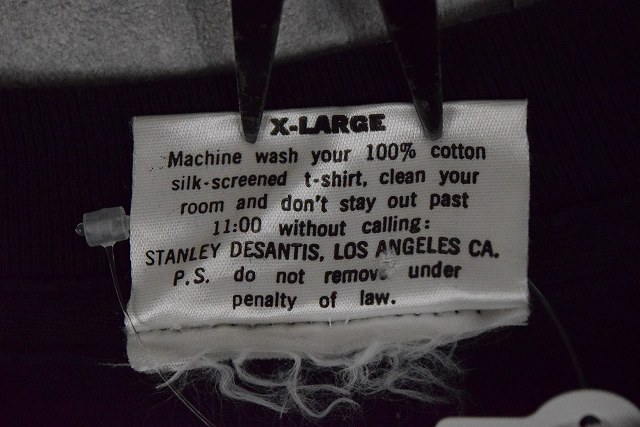 X-LARGE
Machine wash your 100% cotton
silk-screened t-shirt, clean your
room and don't stay out past
11:00 without calling:
STANLEY DESANTIS, LOS ANGELES CA.
P.S. do not remove under
penalty of law.